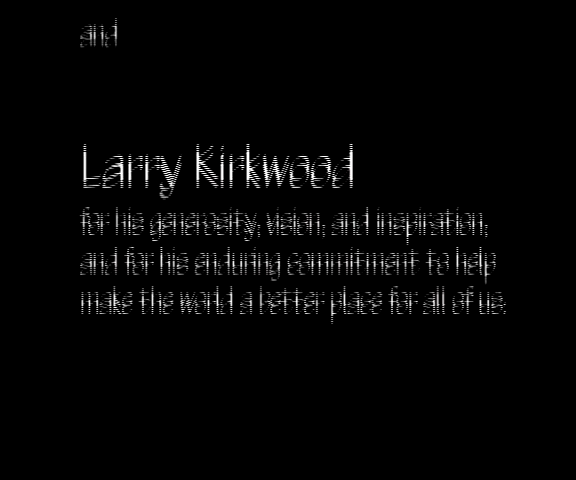 and
Larry Kirkwood
for his generosity, vision, and inspiration,
and for his enduring commitment to help
make the world a better place for all of us.